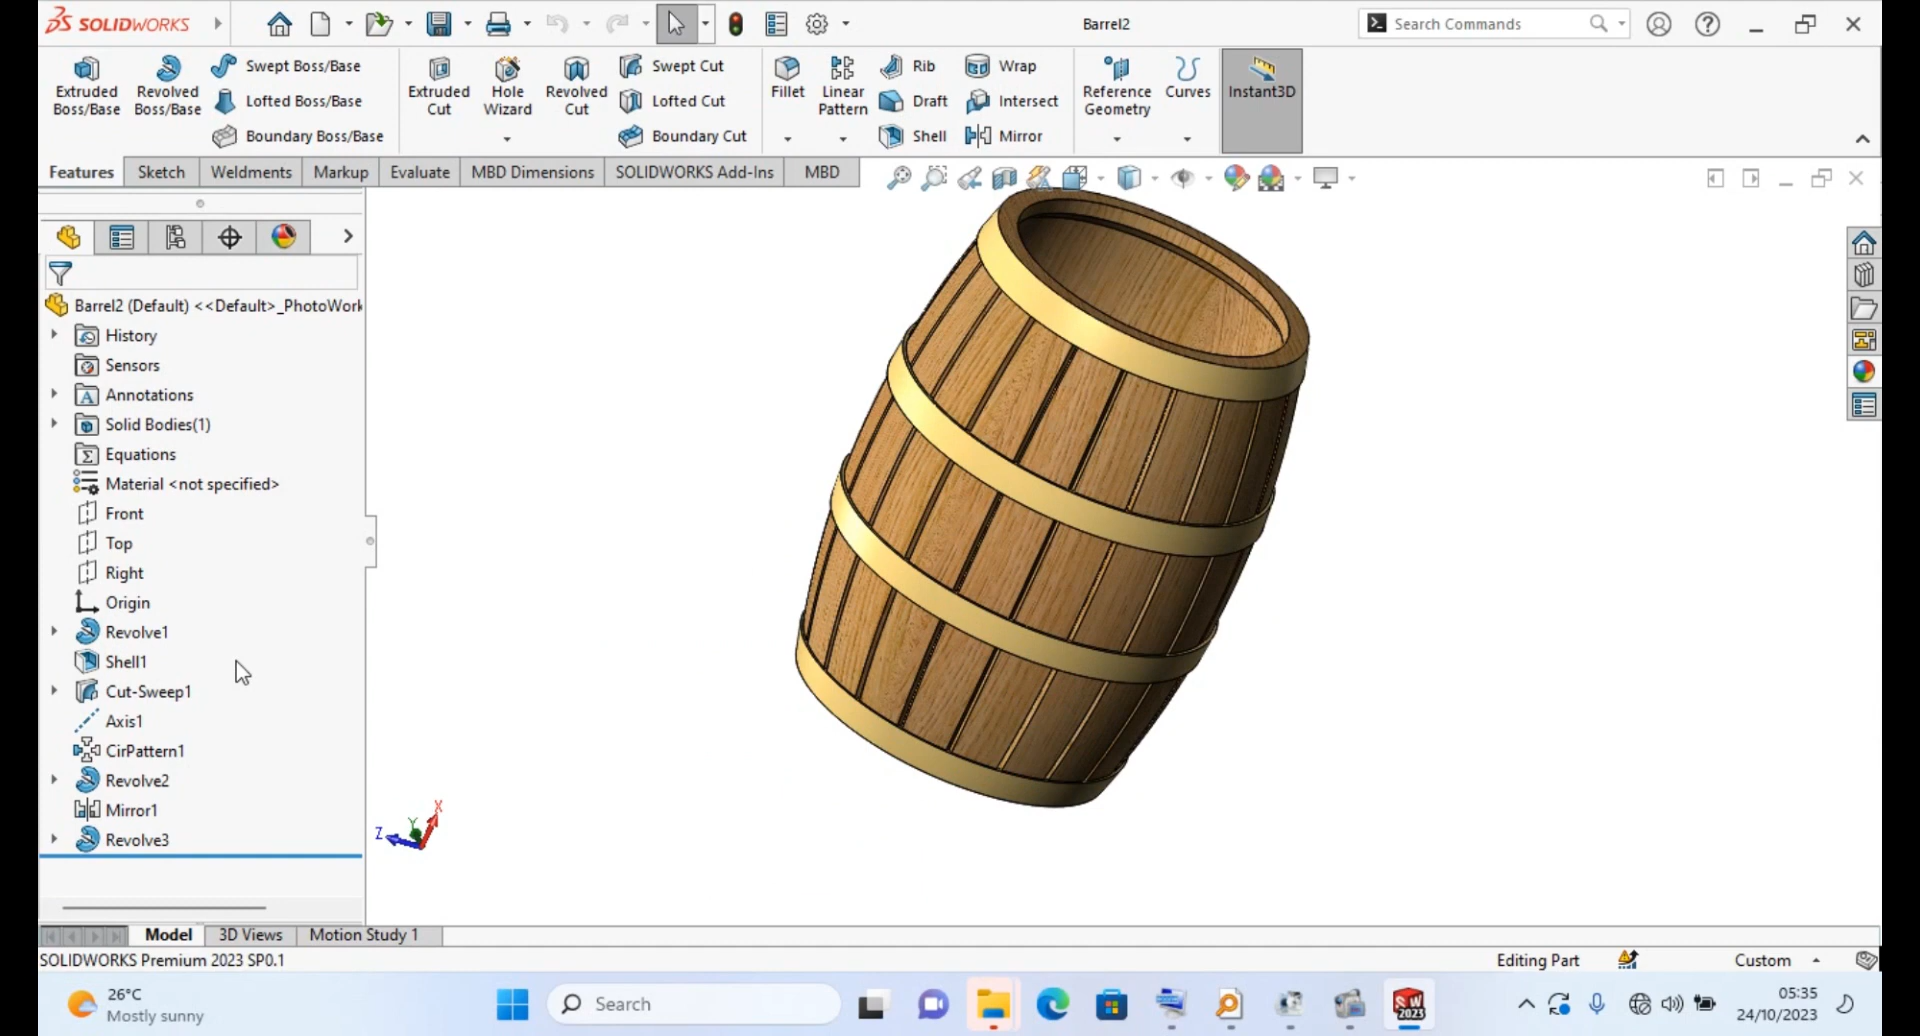 SOLIDWORKS
Barrel2
Search Commands
Extruded Boss/Base
Revolved Boss/Base
Swept Boss/Base
Lofted Boss/Base
Boundary Boss/Base
Extruded Cut
Hole Wizard
Revolved Cut
Swept Cut
Lofted Cut
Boundary Cut
Fillet
Linear Pattern
Rib
Draft
Shell
Wrap
Intersect
Mirror
Reference Geometry
Curves
Instant3D
Features
Sketch
Weldments
Markup
Evaluate
MBD Dimensions
SOLIDWORKS Add-Ins
MBD
Barrel2 (Default) <<Default>_PhotoWork
History
Sensors
Annotations
Solid Bodies(1)
Equations
Material <not specified>
Front
Top
Right
Origin
Revolve1
Shell1
Cut-Sweep1
Axis1
CirPattern1
Revolve2
Mirror1
Revolve3
X
Y
Z
Model
3D Views
Motion Study 1
SOLIDWORKS Premium 2023 SP0.1
Editing Part
Custom
26°C
Mostly sunny
Search
SW
2023
05:35
24/10/2023